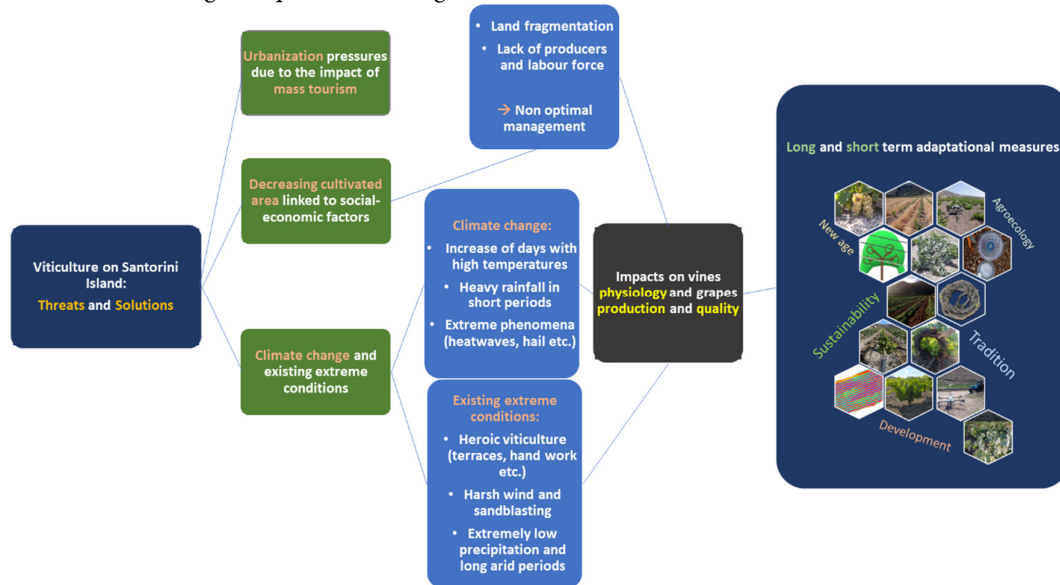 Viticulture on Santorini
Island:
Threats and Solutions
Urbanization pressures
due to the impact of
mass tourism
Decreasing cultivated
area linked to social-
economic factors
Climate change and
existing extreme
conditions
• Land fragmentation
• Lack of producers
and labour force
→ Non optimal
management
Climate change:
• Increase of days with
high temperatures
• Heavy rainfall in
short periods
• Extreme phenomena
(heatwaves, hail etc.)
Existing extreme
conditions:
• Heroic viticulture
(terraces, hand work
etc.)
• Harsh wind and
sandblasting
• Extremely low
precipitation and
long arid periods
Impacts on vines
physiology and grapes
production and quality
Long and short term adaptational measures
New age
Agroecology
Sustainability
Tradition
Development